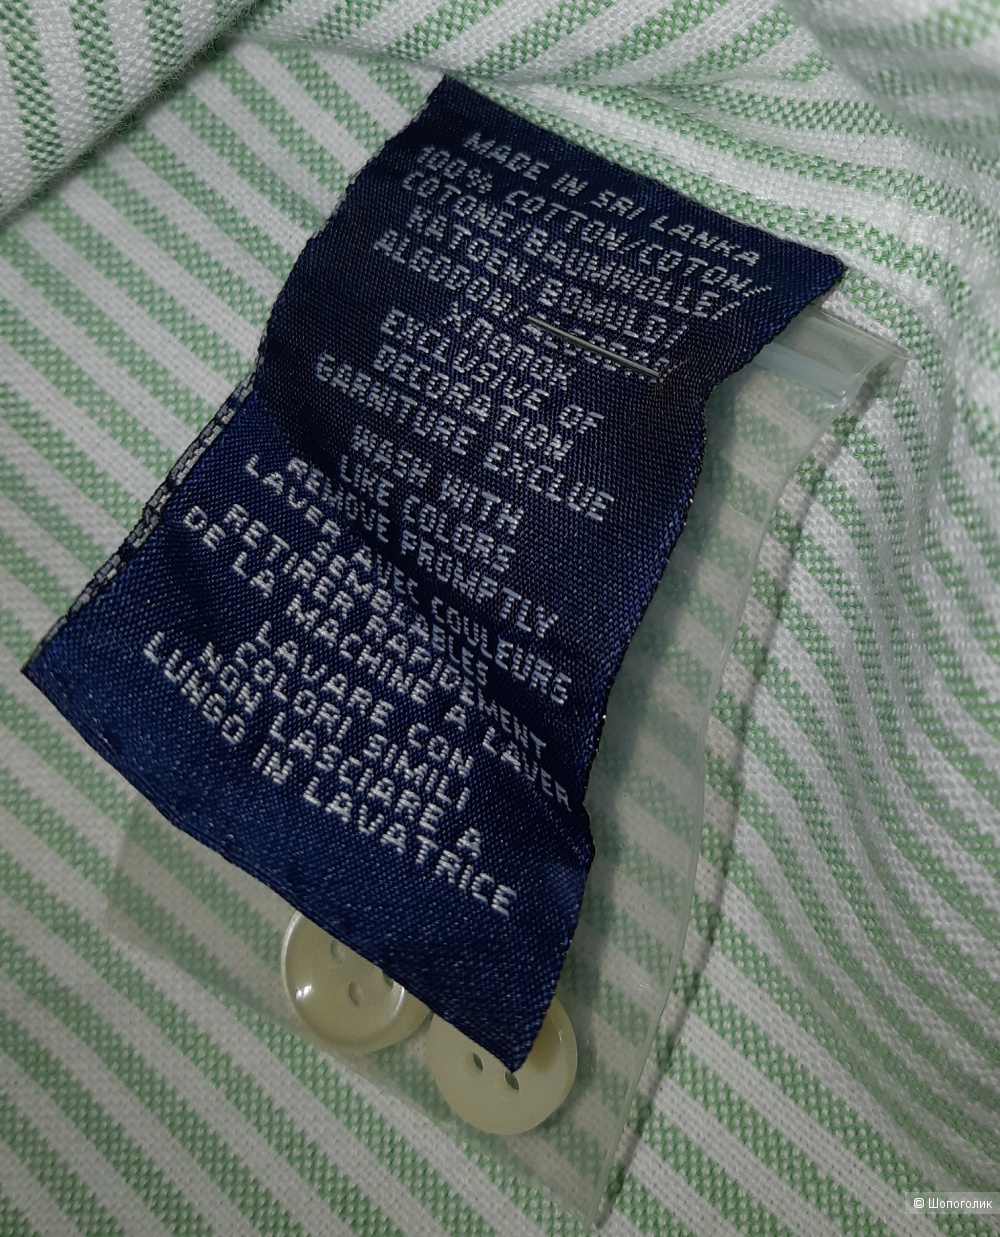 MADE IN SRI LANKA
100% COTTON/COTON/
COTONE/BAUMWOLLE/
KATOEN/BOMULD/
ALGODON/
ХЛОПОК
EXCLUSIVE OF
DECORATION
GARNITURE EXCLUE
WASH WITH
LIKE COLORS
REMOVE PROMPTLY
LAVER AVEC COULEURS
SEMBLABLES
RETIRER RAPIDEMENT
DE LA MACHINE A LAVER
LAVARE CON
COLORI SIMILI
NON LASCIARE A
LUNGO IN LAVATRICE
© Шопоголик